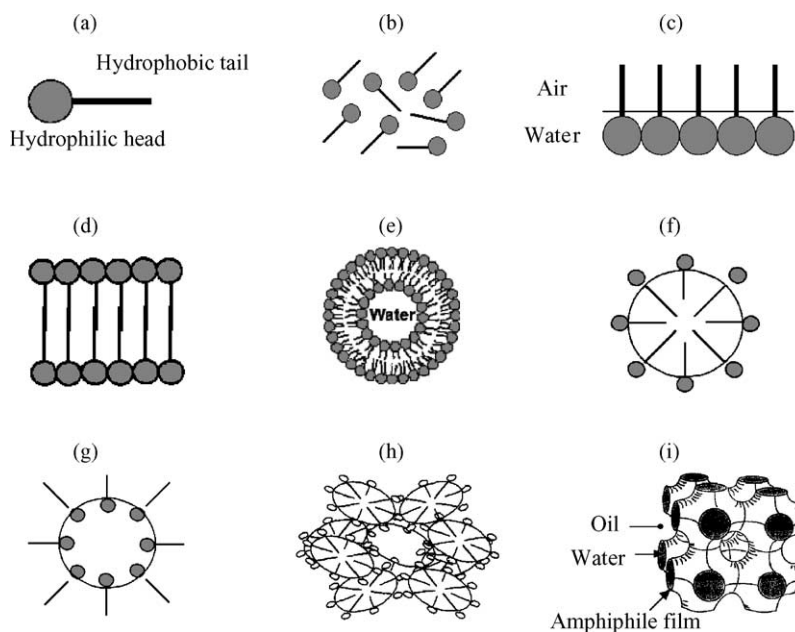 (a)
Hydrophobic tail
Hydrophilic head
(b)
(c)
Air
Water
(d)
(e)
Water
(f)
(g)
(h)
(i)
Oil
Water
Amphiphile film